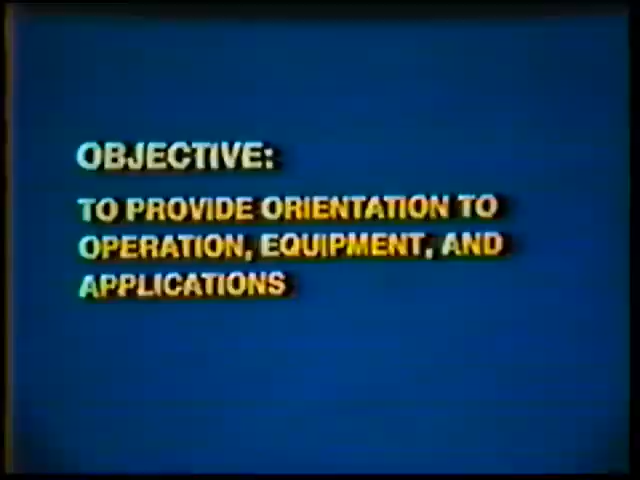 OBJECTIVE:
TO PROVIDE ORIENTATION TO
OPERATION, EQUIPMENT, AND
APPLICATIONS